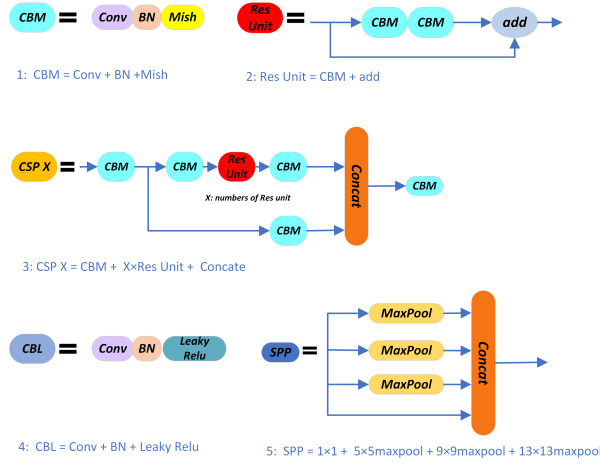 CBM = Conv BN Mish
Res Unit = CBM CBM add
1: CBM = Conv + BN +Mish
2: Res Unit = CBM + add
CSP X = CBM CBM Res Unit CBM Concat CBM
X: numbers of Res unit
CBM
3: CSP X = CBM + X×Res Unit + Concate
CBL = Conv BN Leaky Relu
SPP = MaxPool MaxPool MaxPool Concat
4: CBL = Conv + BN + Leaky Relu
5: SPP = 1×1 + 5×5maxpool + 9×9maxpool + 13×13maxpool